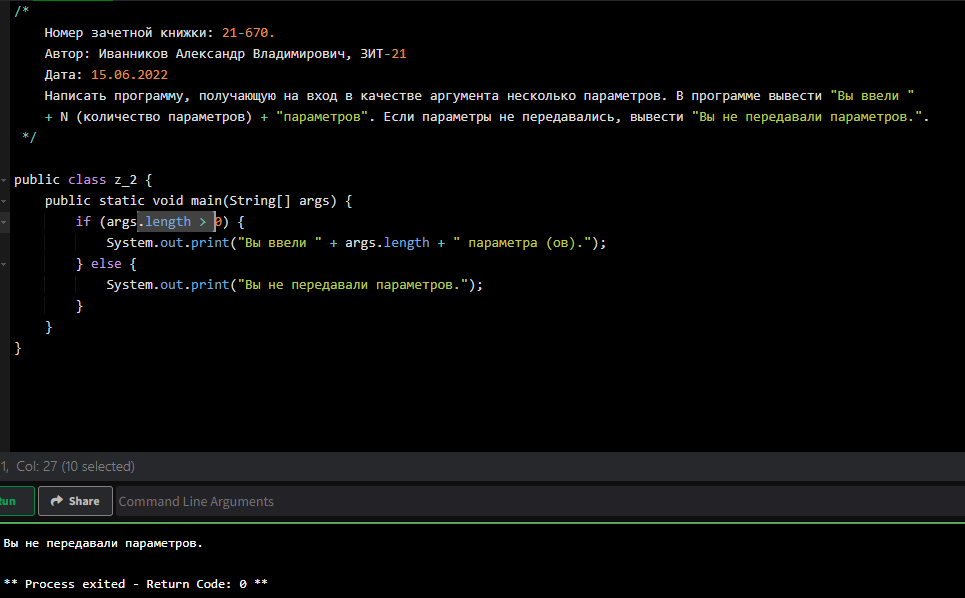 /*
Номер зачетной книжки: 21-670.
Автор: Иванников Александр Владимирович, ЗИТ-21
Дата: 15.06.2022
Написать программу, получающую на вход в качестве аргумента несколько параметров. В программе вывести "Вы ввели "
+ N (количество параметров) + "параметров". Если параметры не передавались, вывести "Вы не передавали параметров.".
*/
public class z_2 {
public static void main(String[] args) {
if (args.length > 0) {
System.out.print("Вы ввели " + args.length + " параметра (ов).");
} else {
System.out.print("Вы не передавали параметров.");
}
}
}
1, Col: 27 (10 selected)
Share Command Line Arguments
Вы не передавали параметров.
** Process exited - Return Code: 0 **